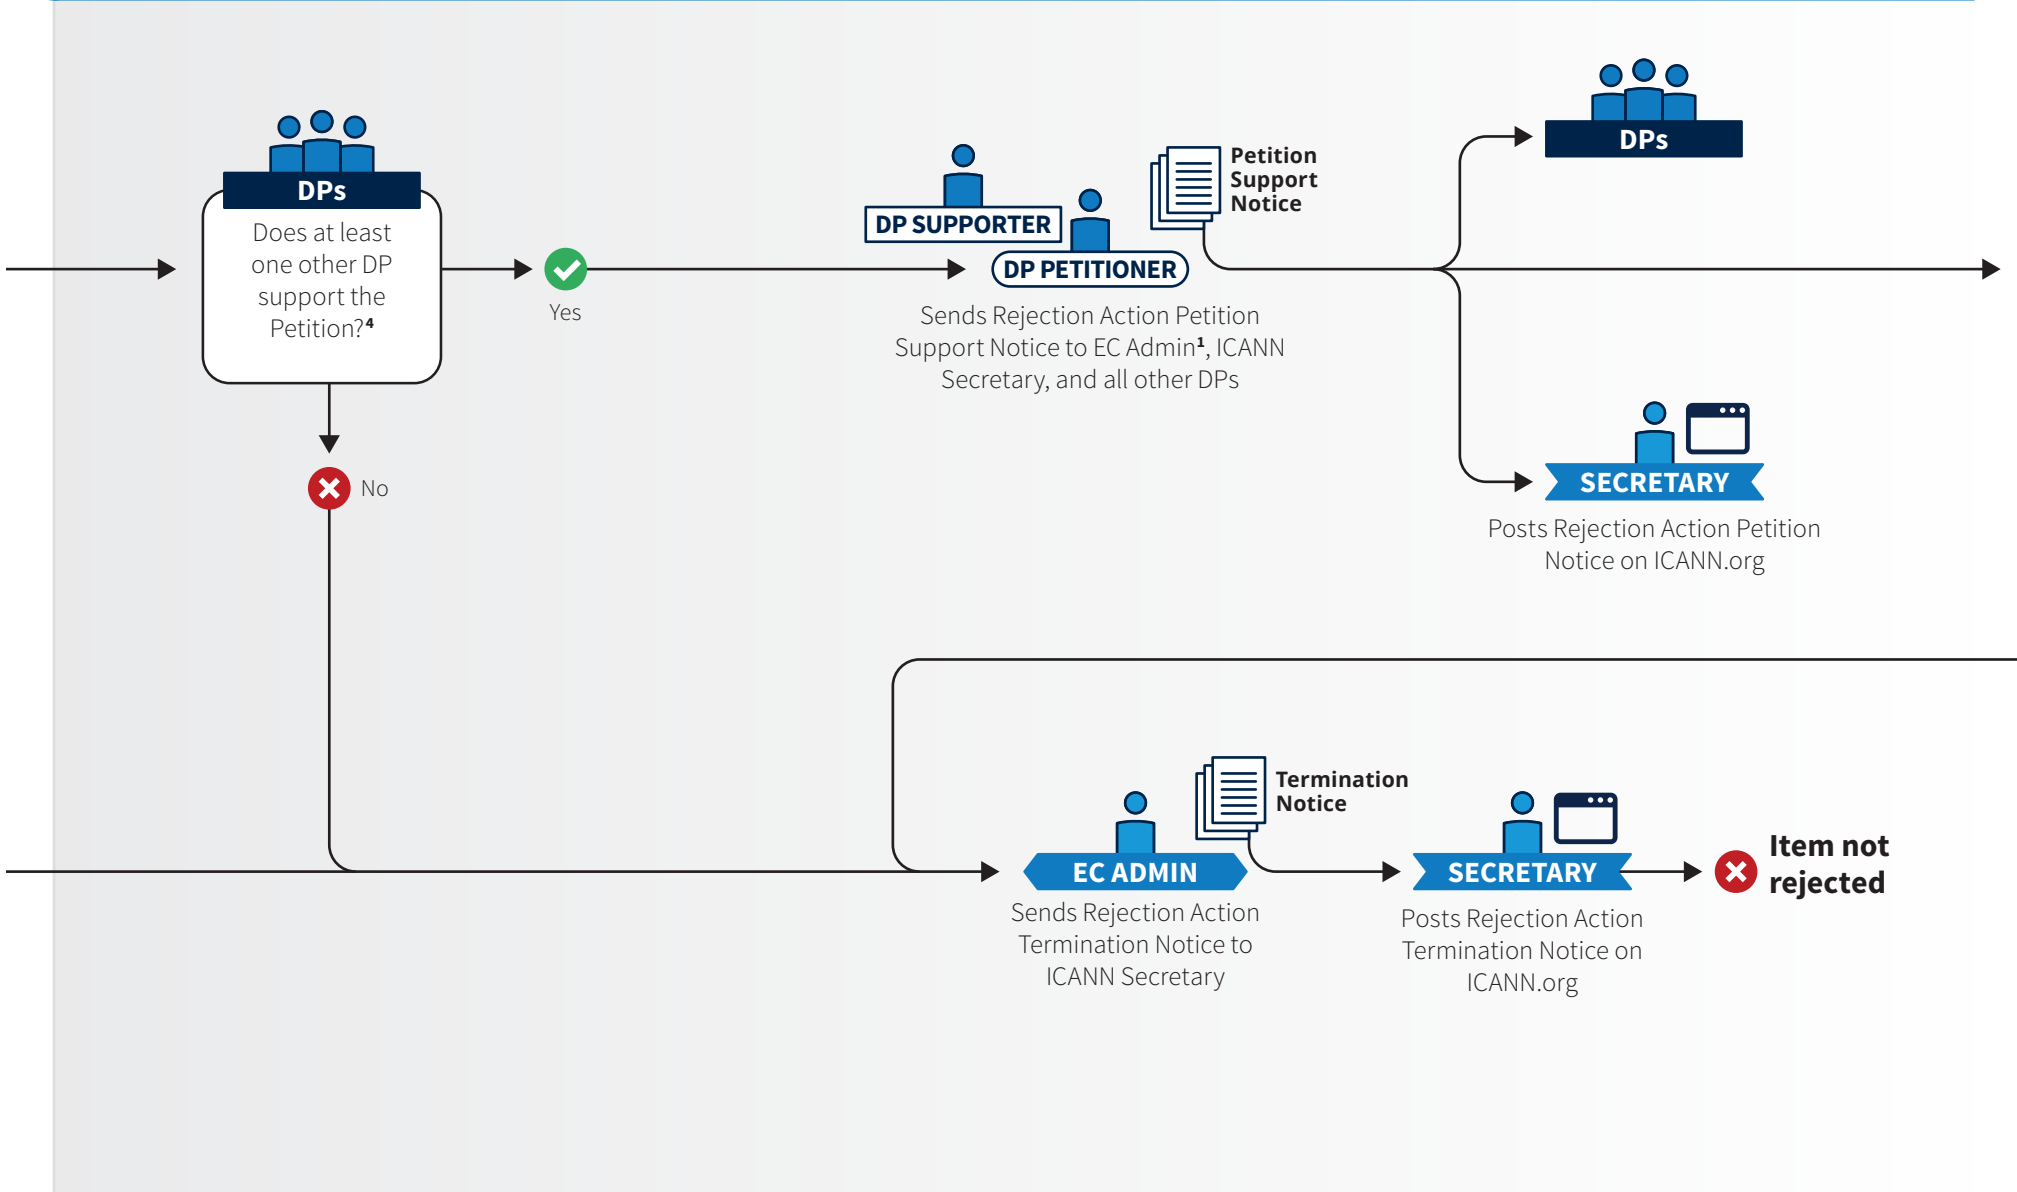 DPs
Does at least
one other DP
support the
Petition?4
Yes
No
DP SUPPORTER
DP PETITIONER
Sends Rejection Action Petition
Support Notice to EC Admin1, ICANN
Secretary, and all other DPs
Petition
Support
Notice
DPs
SECRETARY
Posts Rejection Action Petition
Notice on ICANN.org
EC ADMIN
Sends Rejection Action
Termination Notice to
ICANN Secretary
Termination
Notice
SECRETARY
Posts Rejection Action
Termination Notice on
ICANN.org
Item not
rejected